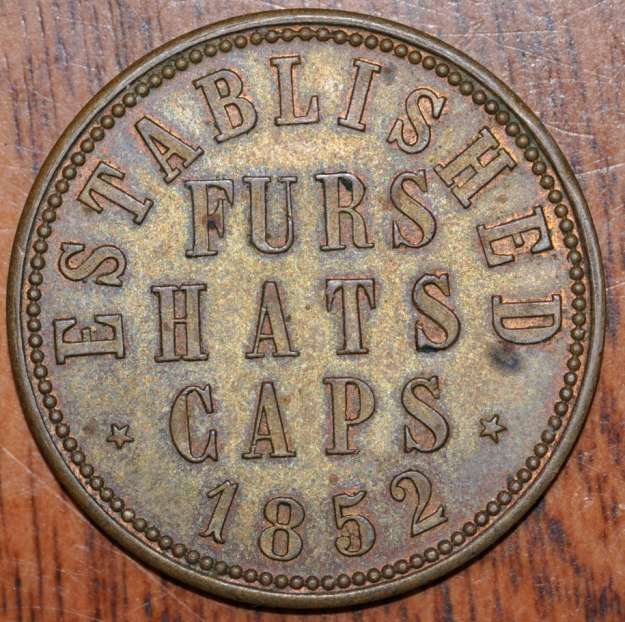 ESTABLISHED
FURS
HATS
CAPS
1852